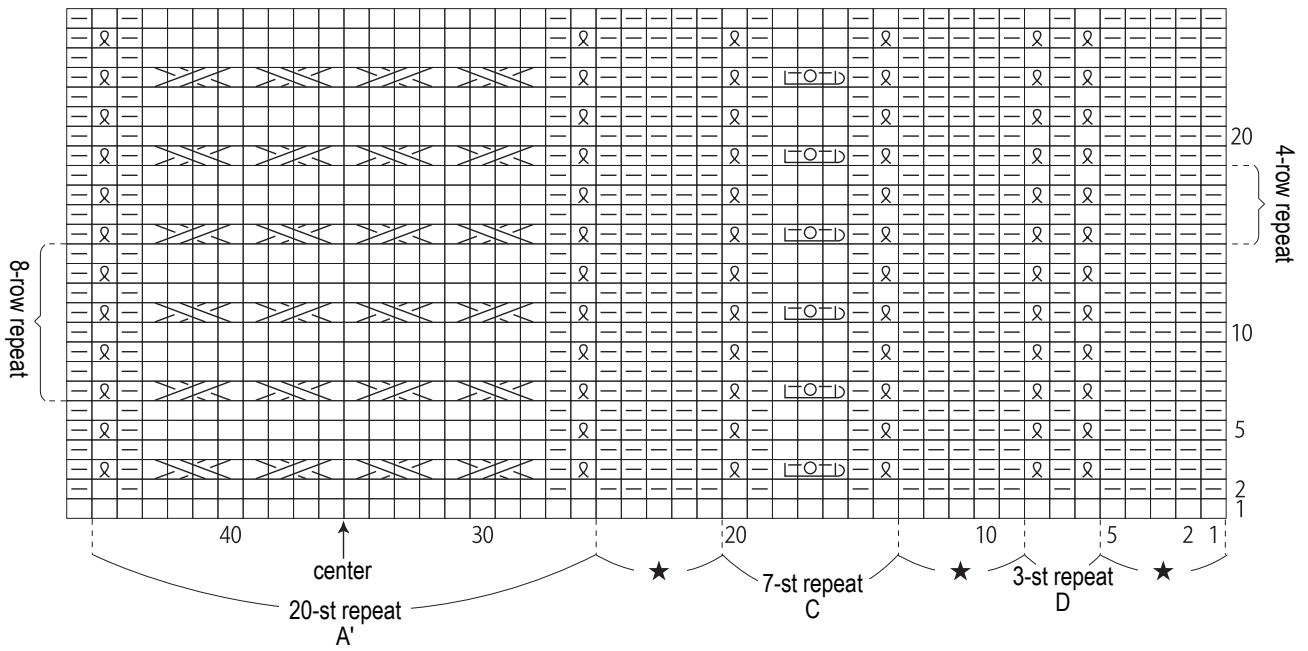 20
4-row repeat
8-row repeat
10
5
2
1
40
30
20
10
5
2
1
center
★
★
★
20-st repeat
A'
7-st repeat
C
3-st repeat
D